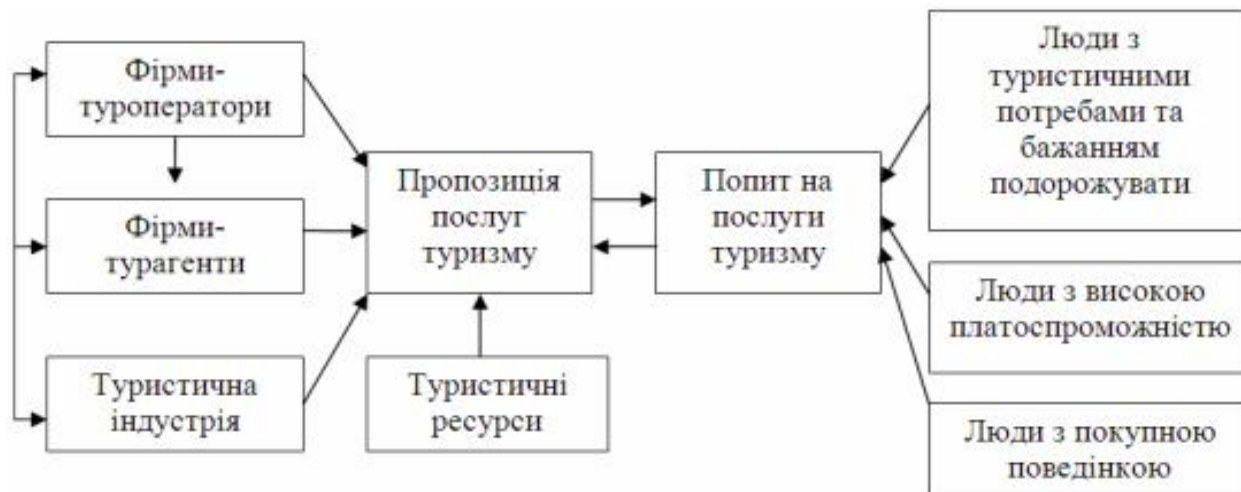 Фірми-
туроператори
Фірми-
турагенти
Туристична
індустрія
Пропозиція
послуг
туризму
Туристичні
ресурси
Попит на
послуги
туризму
Люди з
туристичними
потребами та
бажанням
подорожувати
Люди з високою
платоспроможністю
Люди з покупною
поведінкою